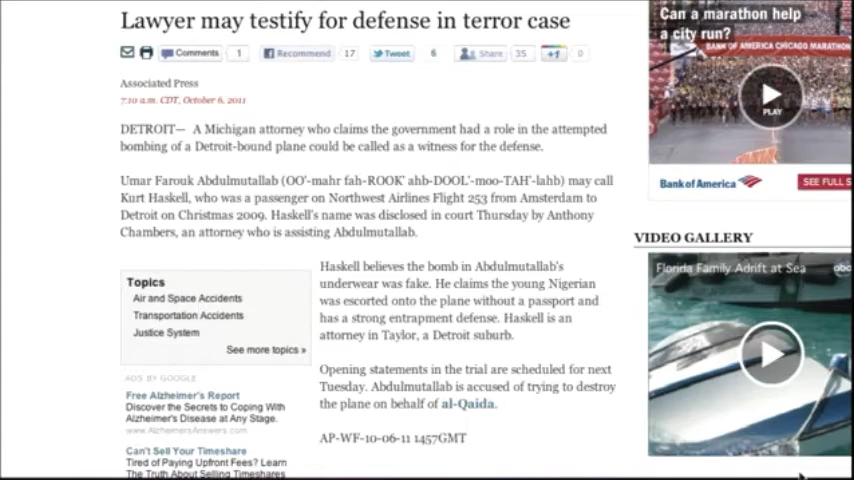 Lawyer may testify for defense in terror case
Comments 1 Recommend 17 Tweet 6 Share 35 +1 0
Associated Press
7:10 a.m. CDT, October 6, 2011
DETROIT— A Michigan attorney who claims the government had a role in the attempted
bombing of a Detroit-bound plane could be called as a witness for the defense.
Umar Farouk Abdulmutallab (OO'-mahr fah-ROOK' ahb-DOOL'-moo-TAH'-lahb) may call
Kurt Haskell, who was a passenger on Northwest Airlines Flight 253 from Amsterdam to
Detroit on Christmas 2009. Haskell's name was disclosed in court Thursday by Anthony
Chambers, an attorney who is assisting Abdulmutallab.
Haskell believes the bomb in Abdulmutallab's
underwear was fake. He claims the young Nigerian
was escorted onto the plane without a passport and
has a strong entrapment defense. Haskell is an
attorney in Taylor, a Detroit suburb.
Opening statements in the trial are scheduled for next
Tuesday. Abdulmutallab is accused of trying to destroy
the plane on behalf of al-Qaida.
AP-WF-10-06-11 1457GMT
Topics
Air and Space Accidents
Transportation Accidents
Justice System
See more topics »
ADS BY GOOGLE
Free Alzheimer's Report
Discover the Secrets to Coping With
Alzheimer's Disease at Any Stage.
www.AlzheimersAnswers.com
Can't Sell Your Timeshare
Tired of Paying Upfront Fees? Learn
The Truth About Selling Timeshares
Can a marathon help
a city run?
BANK OF AMERICA CHICAGO MARATHON
PLAY
Bank of America
SEE FULL S
VIDEO GALLERY
Florida Family Adrift at Sea
abc